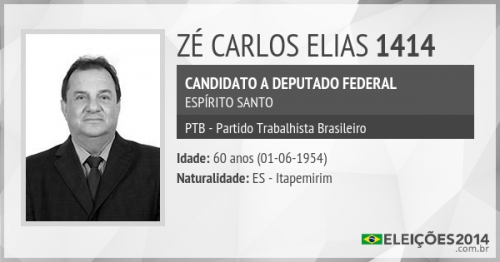 ZÉ CARLOS ELIAS 1414
CANDIDATO A DEPUTADO FEDERAL
ESPÍRITO SANTO
PTB - Partido Trabalhista Brasileiro
Idade: 60 anos (01-06-1954)
Naturalidade: ES - Itapemirim
ELEIÇÕES2014
.com.br